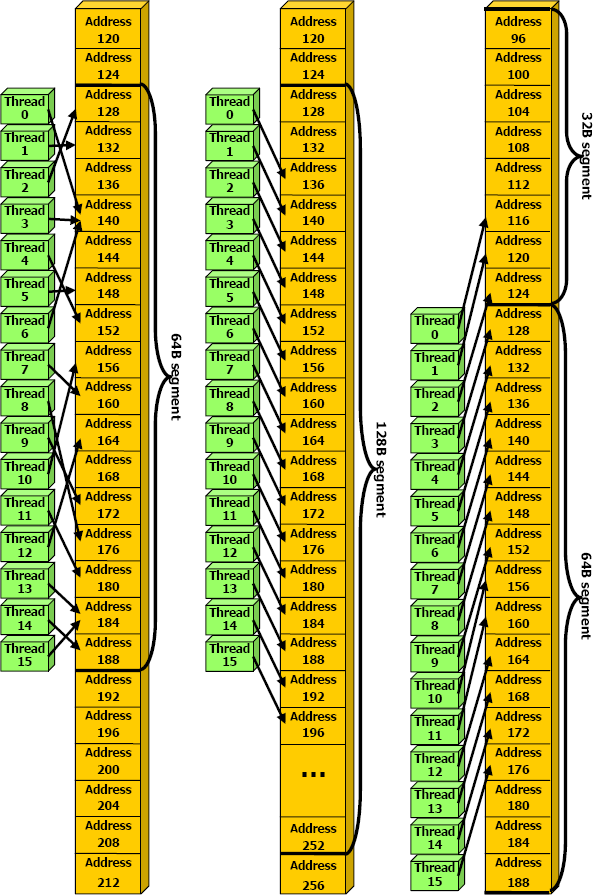 Address
120
Address
124
Address
128
Address
132
Address
136
Address
140
Address
144
Address
148
Address
152
Address
156
Address
160
Address
164
Address
168
Address
172
Address
176
Address
180
Address
184
Address
188
Address
192
Address
196
Address
200
Address
204
Address
208
Address
212
Thread
0
Thread
1
Thread
2
Thread
3
Thread
4
Thread
5
Thread
6
Thread
7
Thread
8
Thread
9
Thread
10
Thread
11
Thread
12
Thread
13
Thread
14
Thread
15
64B segment
Address
120
Address
124
Address
128
Address
132
Address
136
Address
140
Address
144
Address
148
Address
152
Address
156
Address
160
Address
164
Address
168
Address
172
Address
176
Address
180
Address
184
Address
188
Address
192
Address
196
...
Address
252
Address
256
Thread
0
Thread
1
Thread
2
Thread
3
Thread
4
Thread
5
Thread
6
Thread
7
Thread
8
Thread
9
Thread
10
Thread
11
Thread
12
Thread
13
Thread
14
Thread
15
128B segment
Address
96
Address
100
Address
104
Address
108
Address
112
Address
116
Address
120
Address
124
Address
128
Address
132
Address
136
Address
140
Address
144
Address
148
Address
152
Address
156
Address
160
Address
164
Address
168
Address
172
Address
176
Address
180
Address
184
Address
188
Thread
0
Thread
1
Thread
2
Thread
3
Thread
4
Thread
5
Thread
6
Thread
7
Thread
8
Thread
9
Thread
10
Thread
11
Thread
12
Thread
13
Thread
14
Thread
15
32B segment
64B segment